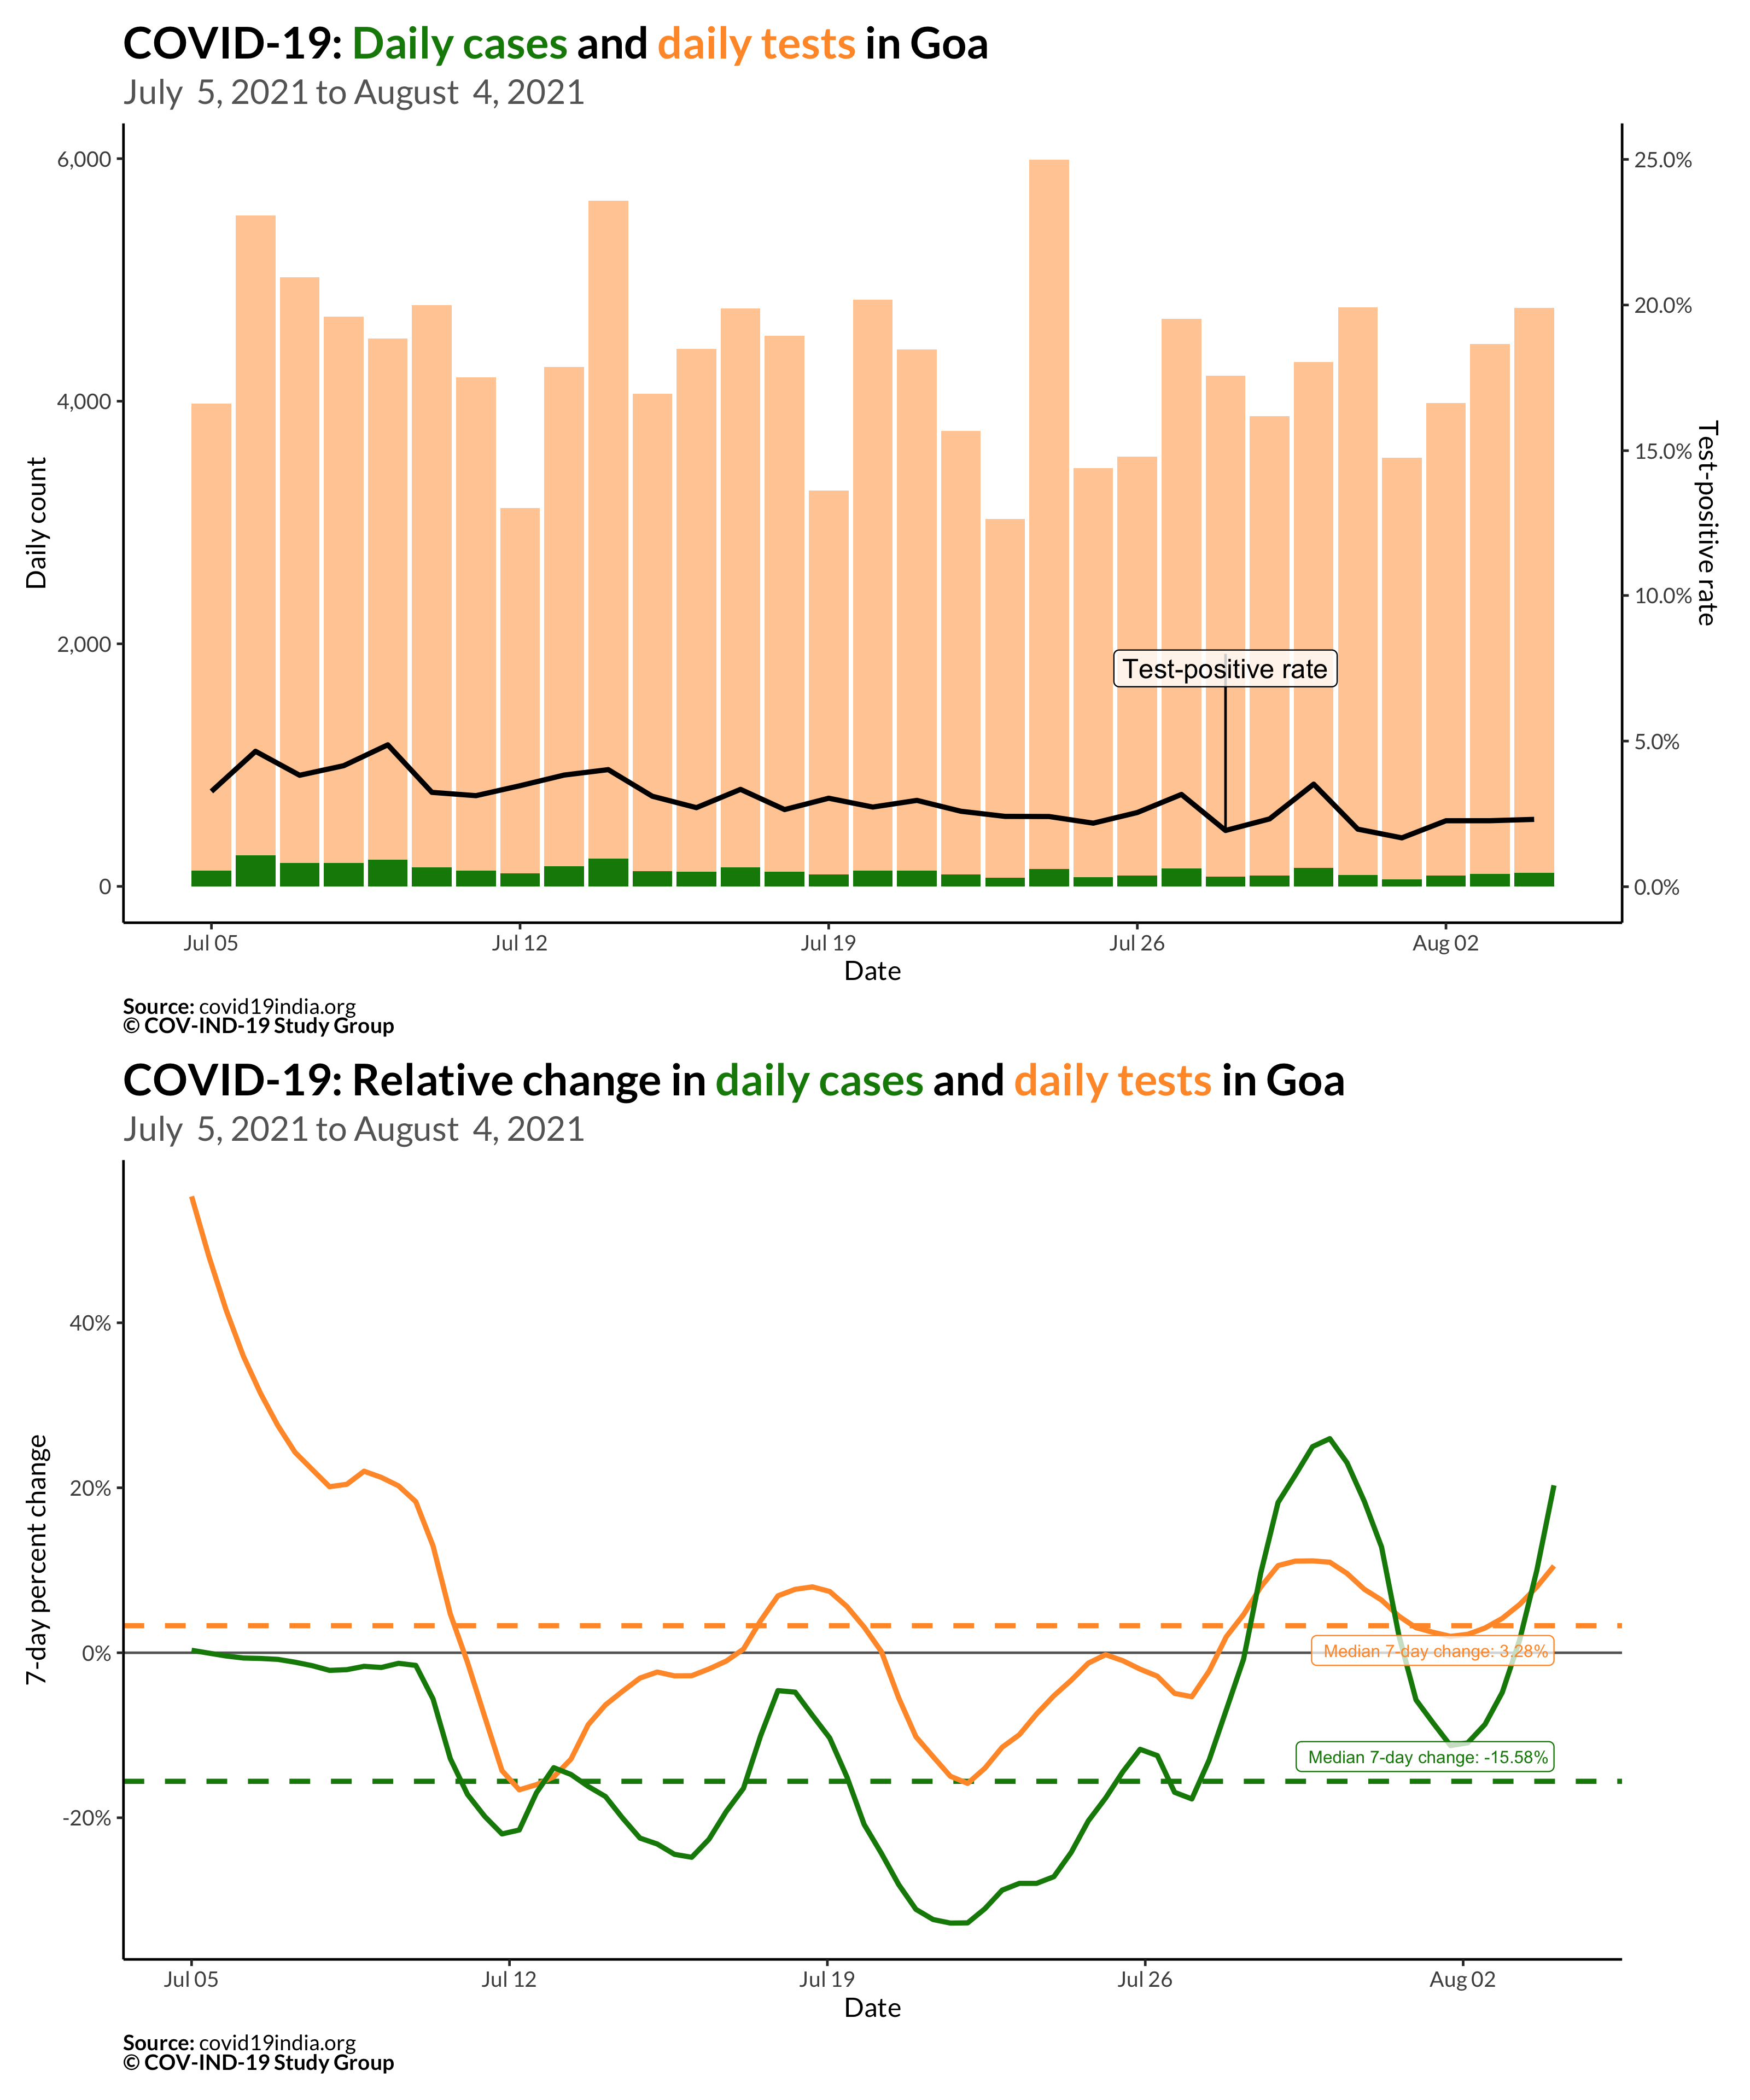 COVID-19: Daily cases and daily tests in Goa
July 5, 2021 to August 4, 2021
6,000
4,000
2,000
0
Daily count
25.0%
20.0%
15.0%
10.0%
5.0%
0.0%
Test-positive rate
Test-positive rate
Jul 05 Jul 12 Jul 19 Jul 26 Aug 02
Date
Source: covid19india.org
© COV-IND-19 Study Group
COVID-19: Relative change in daily cases and daily tests in Goa
July 5, 2021 to August 4, 2021
40%
20%
0%
-20%
7-day percent change
Median 7-day change: 3.28%
Median 7-day change: -15.58%
Jul 05 Jul 12 Jul 19 Jul 26 Aug 02
Date
Source: covid19india.org
© COV-IND-19 Study Group